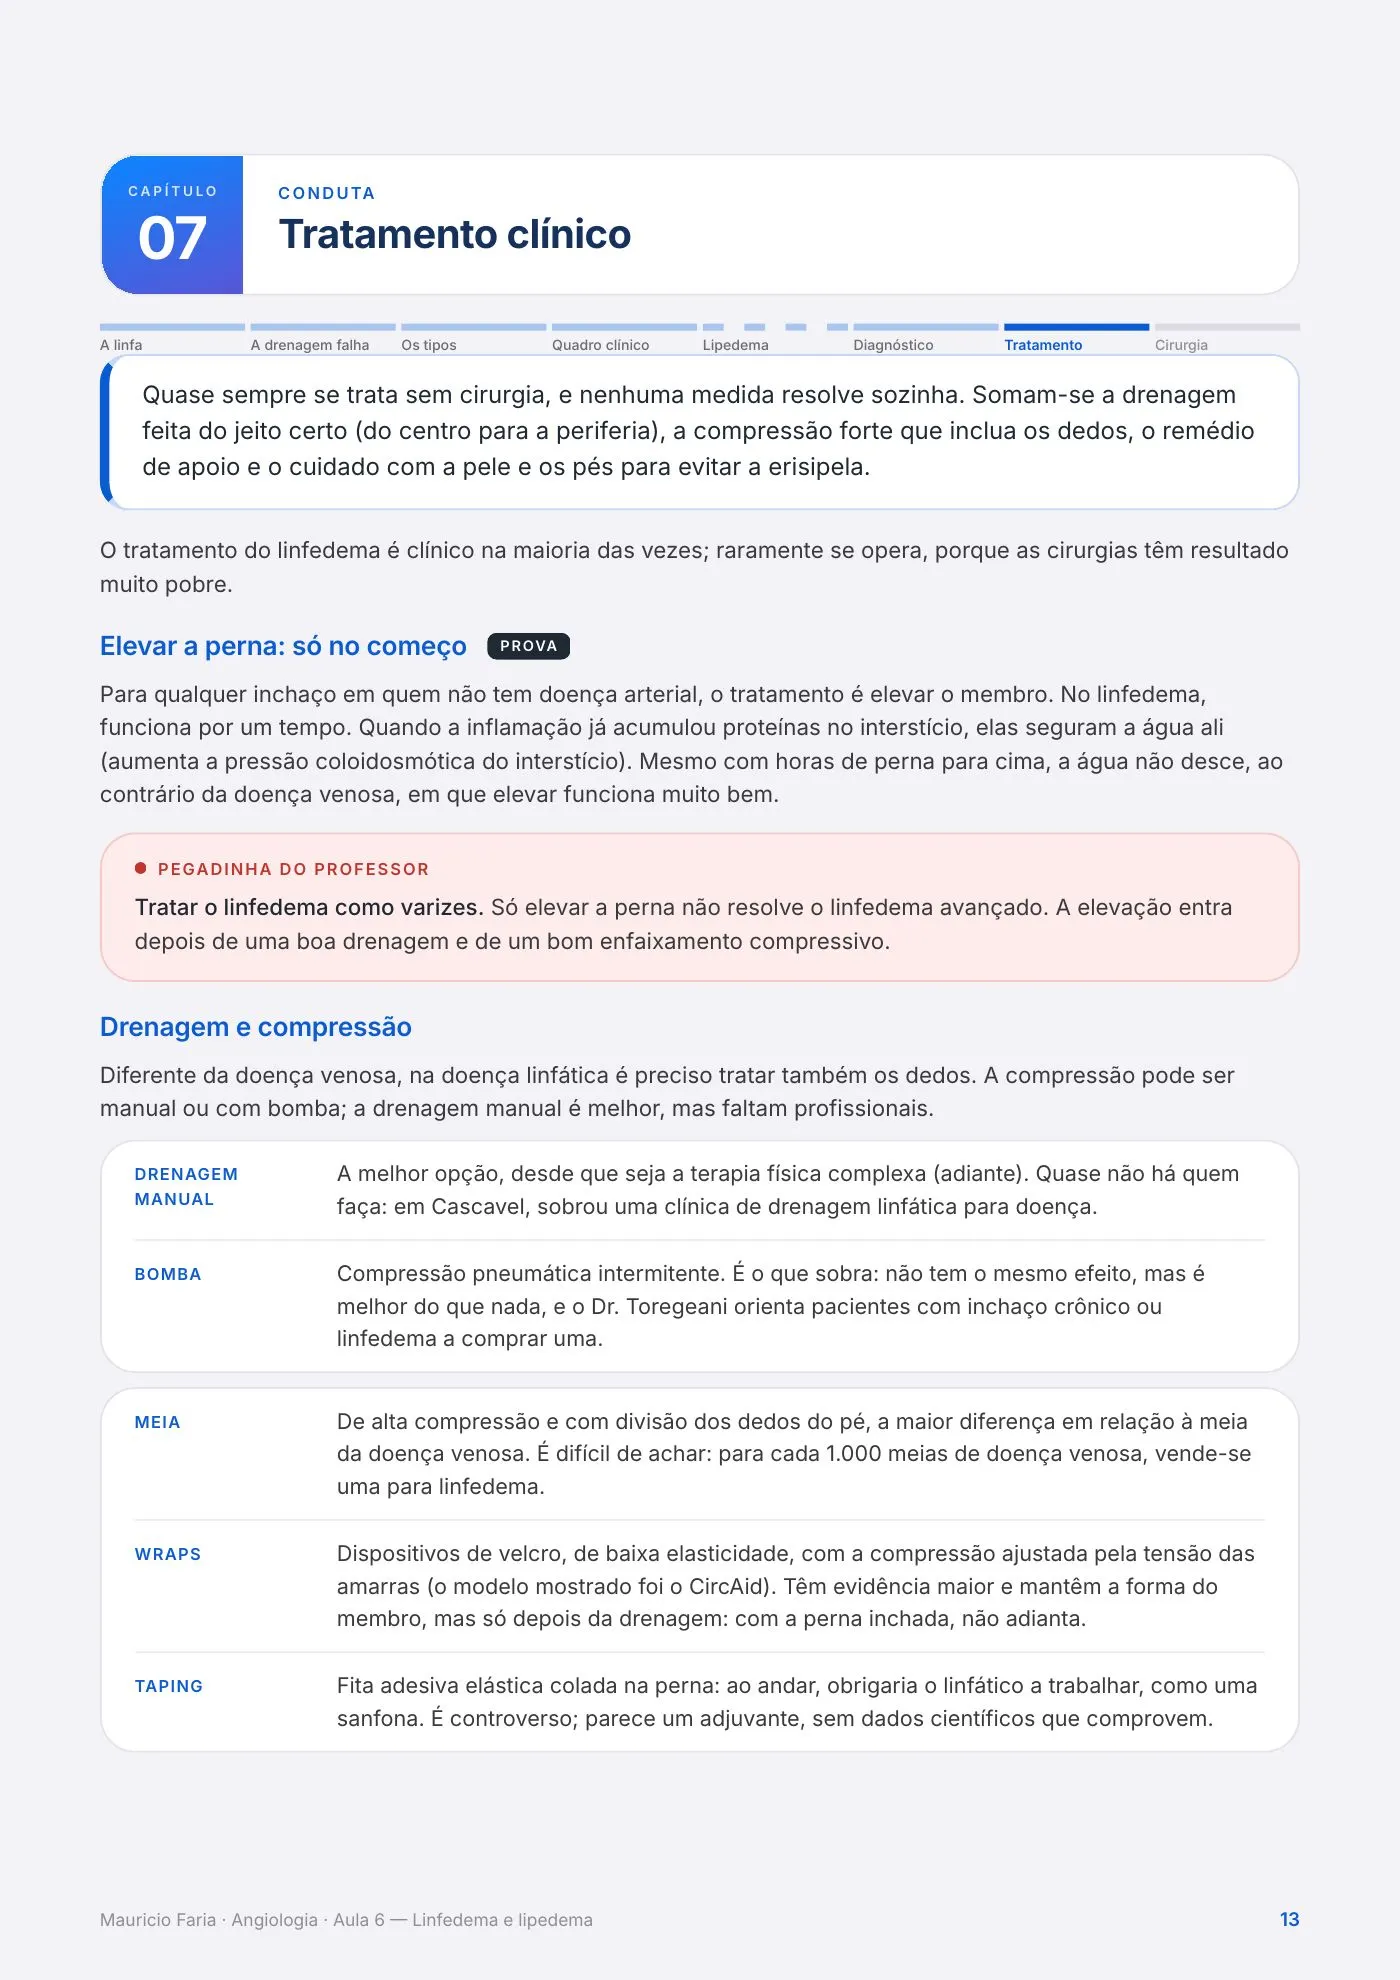 CAPÍTULO
07
CONDUTA
Tratamento clínico
A linfa
A drenagem falha
Os tipos
Quadro clínico
Lipedema
Diagnóstico
Tratamento
Cirurgia
Quase sempre se trata sem cirurgia, e nenhuma medida resolve sozinha. Somam-se a drenagem
feita do jeito certo (do centro para a periferia), a compressão forte que inclua os dedos, o remédio
de apoio e o cuidado com a pele e os pés para evitar a erisipela.
O tratamento do linfedema é clínico na maioria das vezes; raramente se opera, porque as cirurgias têm resultado
muito pobre.
Elevar a perna: só no começo PROVA
Para qualquer inchaço em quem não tem doença arterial, o tratamento é elevar o membro. No linfedema,
funciona por um tempo. Quando a inflamação já acumulou proteínas no interstício, elas seguram a água ali
(aumenta a pressão coloidosmótica do interstício). Mesmo com horas de perna para cima, a água não desce, ao
contrário da doença venosa, em que elevar funciona muito bem.
PEGADINHA DO PROFESSOR
Tratar o linfedema como varizes. Só elevar a perna não resolve o linfedema avançado. A elevação entra
depois de uma boa drenagem e de um bom enfaixamento compressivo.
Drenagem e compressão
Diferente da doença venosa, na doença linfática é preciso tratar também os dedos. A compressão pode ser
manual ou com bomba; a drenagem manual é melhor, mas faltam profissionais.
DRENAGEM
MANUAL
A melhor opção, desde que seja a terapia física complexa (adiante). Quase não há quem
faça: em Cascavel, sobrou uma clínica de drenagem linfática para doença.
BOMBA
Compressão pneumática intermitente. É o que sobra: não tem o mesmo efeito, mas é
melhor do que nada, e o Dr. Toregeani orienta pacientes com inchaço crônico ou
linfedema a comprar uma.
MEIA
De alta compressão e com divisão dos dedos do pé, a maior diferença em relação à meia
da doença venosa. É difícil de achar: para cada 1.000 meias de doença venosa, vende-se
uma para linfedema.
WRAPS
Dispositivos de velcro, de baixa elasticidade, com a compressão ajustada pela tensão das
amarras (o modelo mostrado foi o CircAid). Têm evidência maior e mantêm a forma do
membro, mas só depois da drenagem: com a perna inchada, não adianta.
TAPING
Fita adesiva elástica colada na perna: ao andar, obrigaria o linfático a trabalhar, como uma
sanfona. É controverso; parece um adjuvante, sem dados científicos que comprovem.
Mauricio Faria · Angiologia · Aula 6 — Linfedema e lipedema
13